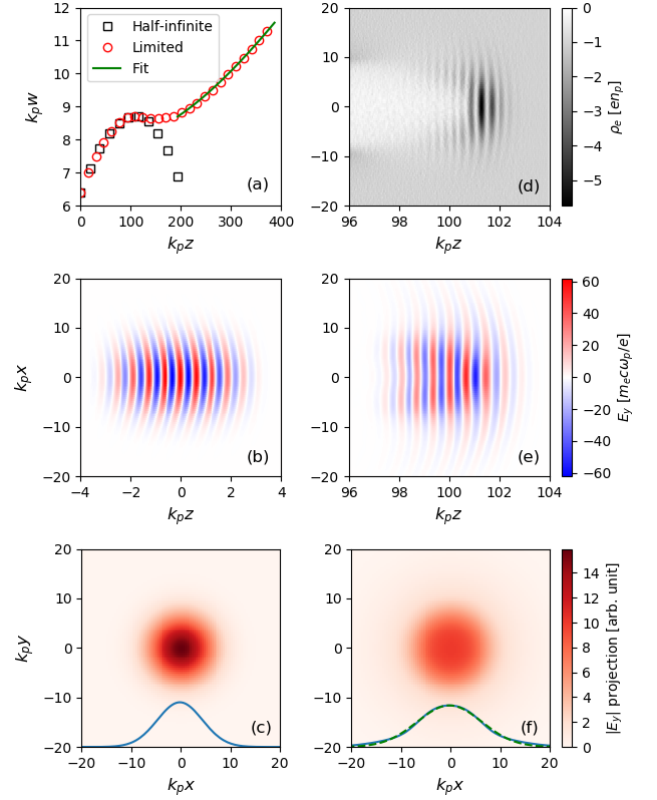 12
11
10
9
8
7
6
k_p w
Half-infinite
Limited
Fit
(a)
0 100 200 300 400
k_p z
20
10
0
−10
−20
(d)
96 98 100 102 104
k_p z
0
−1
−2
−3
−4
−5
ρ_e [en_p]
20
10
0
−10
−20
k_p x
(b)
−4 −2 0 2 4
k_p z
20
10
0
−10
−20
(e)
96 98 100 102 104
k_p z
60
40
20
0
−20
−40
−60
E_y [m_e cω_p/e]
20
10
0
−10
−20
k_p y
(c)
−20 −10 0 10 20
k_p x
20
10
0
−10
−20
(f)
−20 −10 0 10 20
k_p x
14
12
10
8
6
4
2
0
|E_y| projection [arb. unit]